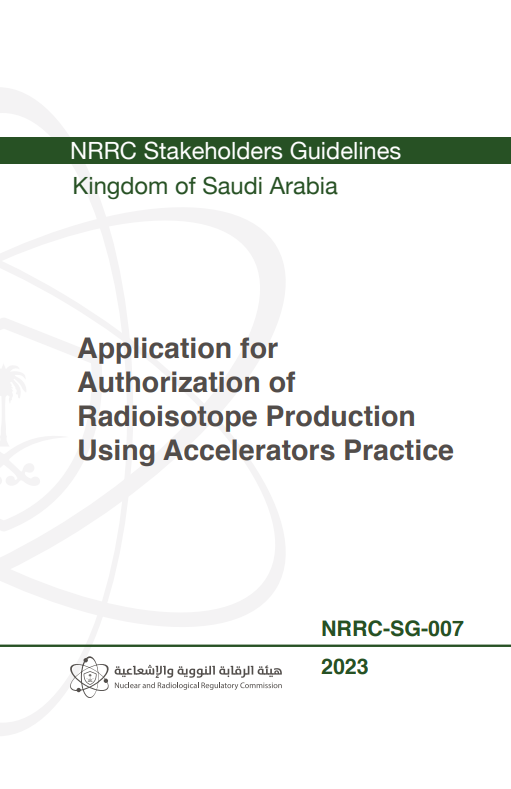 NRRC Stakeholders Guidelines
Kingdom of Saudi Arabia
Application for
Authorization of
Radioisotope Production
Using Accelerators Practice
NRRC-SG-007
هيئة الرقابة النووية والإشعاعية
Nuclear and Radiological Regulatory Commission
2023